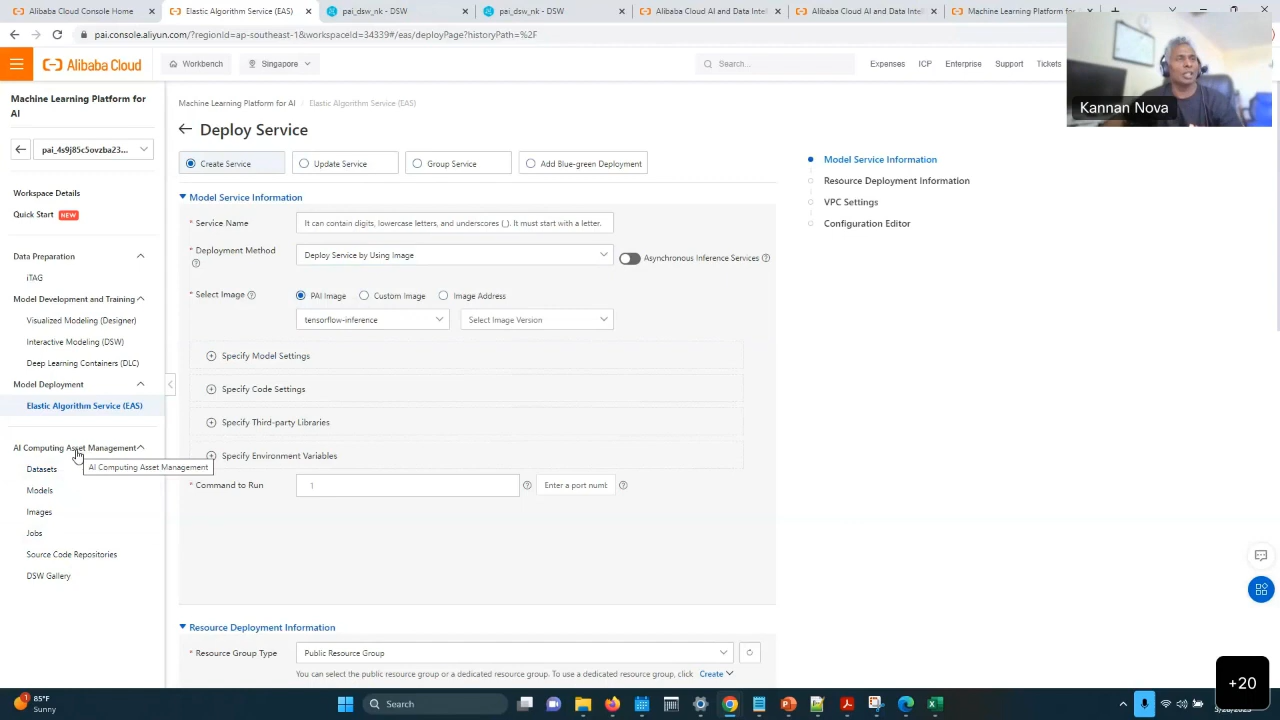 Alibaba Cloud Home
Elastic Algorithm Service (EAS)
pai_dsw_nk - DSW
pai_dsw_nk - DSW
Alibaba Cloud AI and Data Intel
Alibaba Cloud AI and Data Intel
Machine Learning Platform
pai.console.aliyun.com/?regionId=ap-southeast-1&workspaceId=34339#/eas/deployPage?historyPath=%2F
Alibaba Cloud
Workbench
Singapore
Search...
Expenses
ICP
Enterprise
Support
Tickets
Kannan Nova
Machine Learning Platform for
AI
pai_4s9j85c5ovzba23...
Workspace Details
Quick Start NEW
Data Preparation
iTAG
Model Development and Training
Visualized Modeling (Designer)
Interactive Modeling (DSW)
Deep Learning Containers (DLC)
Model Deployment
Elastic Algorithm Service (EAS)
AI Computing Asset Management
AI Computing Asset Management
Datasets
Models
Images
Jobs
Source Code Repositories
DSW Gallery
Machine Learning Platform for AI / Elastic Algorithm Service (EAS)
Deploy Service
Create Service
Update Service
Group Service
Add Blue-green Deployment
Model Service Information
* Service Name
It can contain digits, lowercase letters, and underscores (_). It must start with a letter.
* Deployment Method
Deploy Service by Using Image
Asynchronous Inference Services
* Select Image
PAI Image
Custom Image
Image Address
tensorflow-inference
Select Image Version
Specify Model Settings
Specify Code Settings
Specify Third-party Libraries
Specify Environment Variables
* Command to Run
1
Enter a port numb
Resource Deployment Information
* Resource Group Type
Public Resource Group
You can select the public resource group or a dedicated resource group. To use a dedicated resource group, click Create
Model Service Information
Resource Deployment Information
VPC Settings
Configuration Editor
+20
1
85°F
Sunny
Search